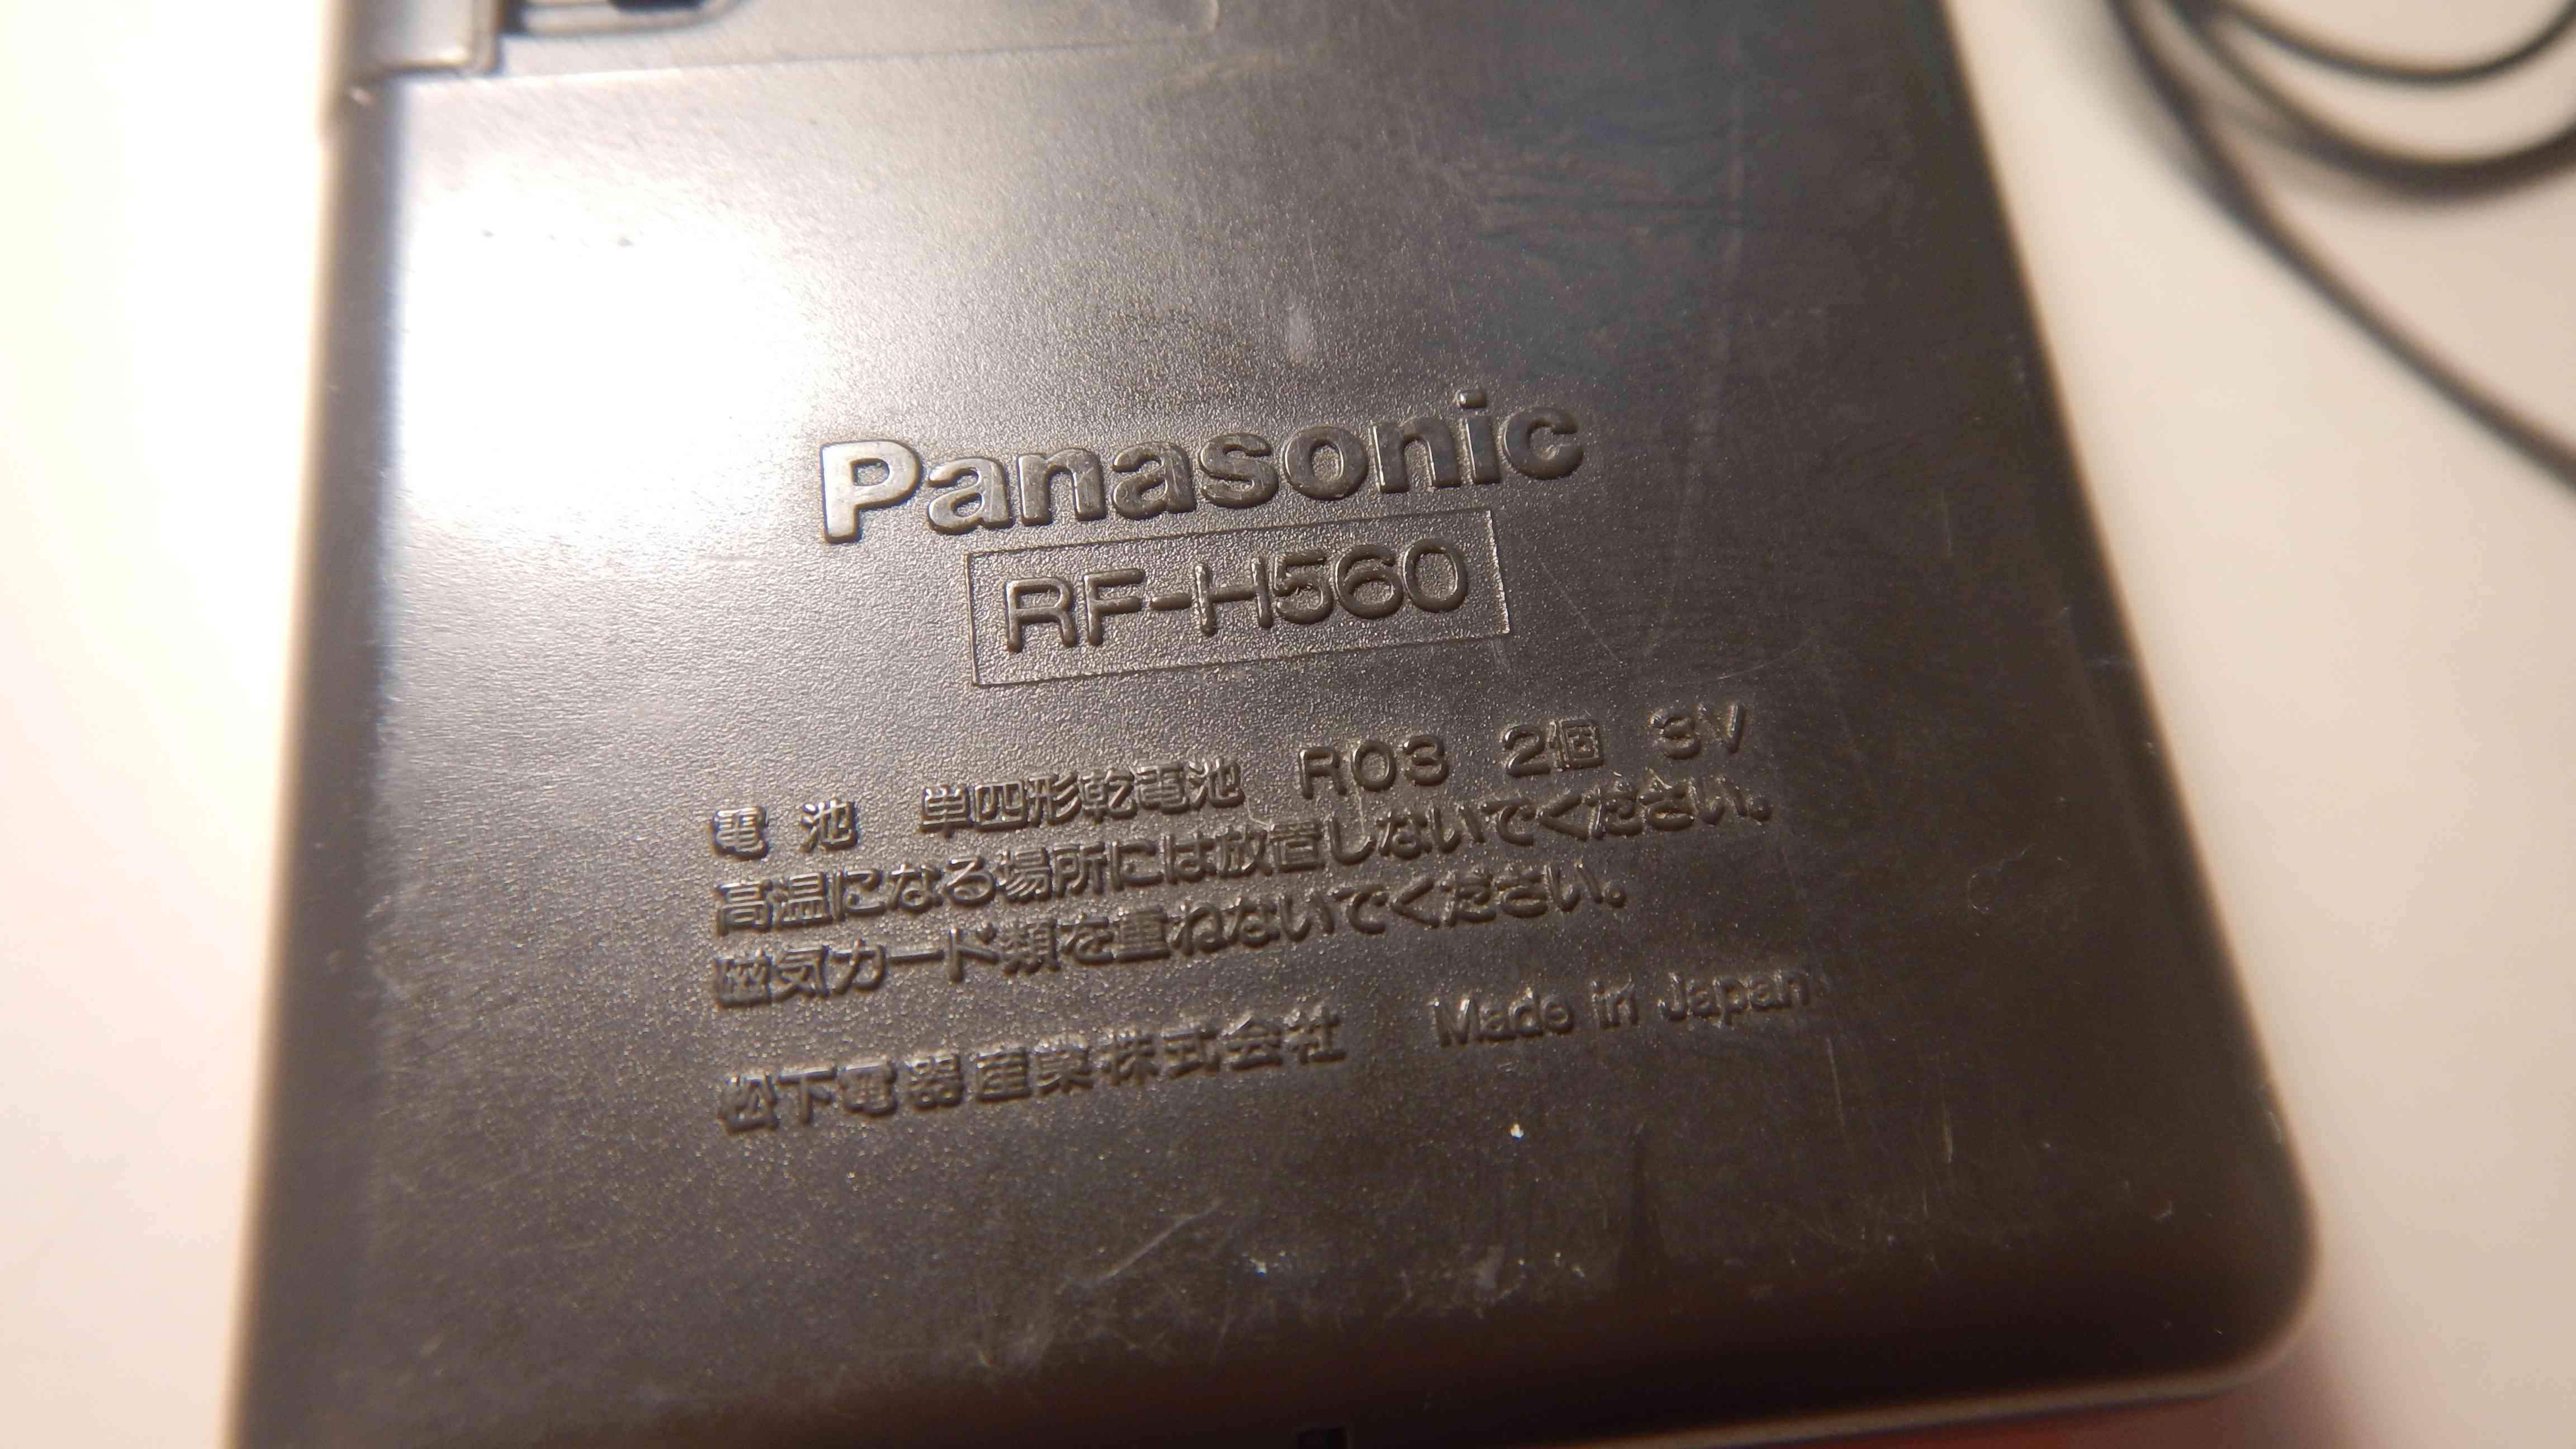 Panasonic
RF-H560
電池 単四形乾電池 R03 2個 3V
高温になる場所には放置しないでください。
磁気カード類を重ねないでください。
松下電器産業株式会社 Made in Japan